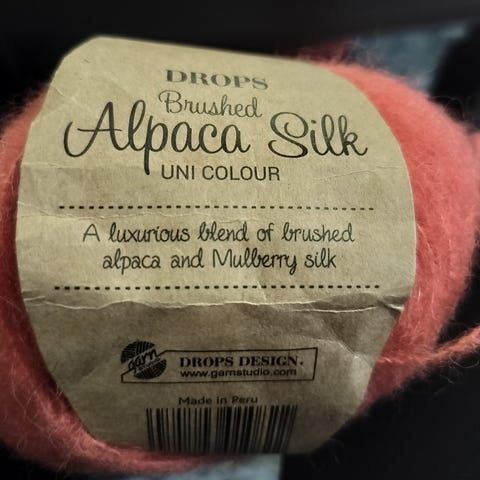 DROPS
Brushed
Alpaca Silk
UNI COLOUR
A luxurious blend of brushed
alpaca and Mulberry silk
garn
DROPS DESIGN.
www.garnstudio.com
Made in Peru